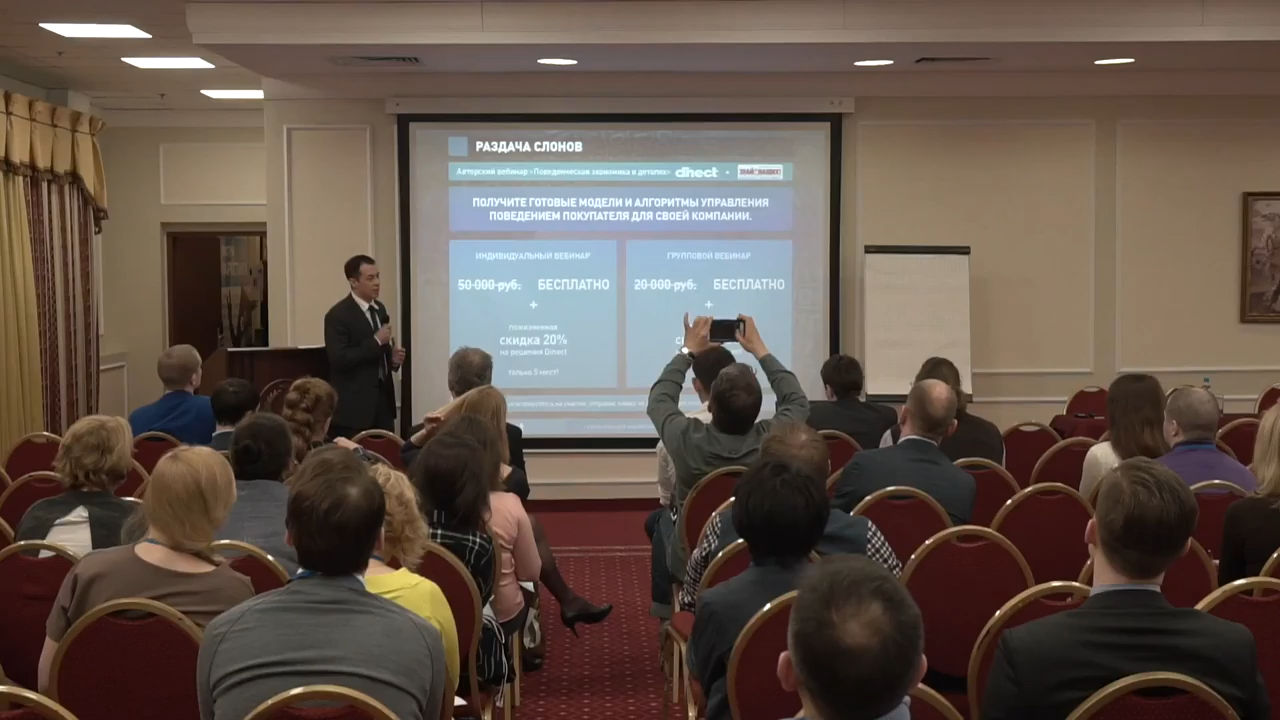 РАЗДАЧА СЛОНОВ
Авторский вебинар «Поведенческая экономика в деталях» dinect +
ПОЛУЧИТЕ ГОТОВЫЕ МОДЕЛИ И АЛГОРИТМЫ УПРАВЛЕНИЯ
ПОВЕДЕНИЕМ ПОКУПАТЕЛЯ ДЛЯ СВОЕЙ КОМПАНИИ.
ИНДИВИДУАЛЬНЫЙ ВЕБИНАР
50 000 руб. БЕСПЛАТНО
+
пожизненная
скидка 20%
на решения Dinect
только 5 мест!
ГРУППОВОЙ ВЕБИНАР
20 000 руб. БЕСПЛАТНО
+